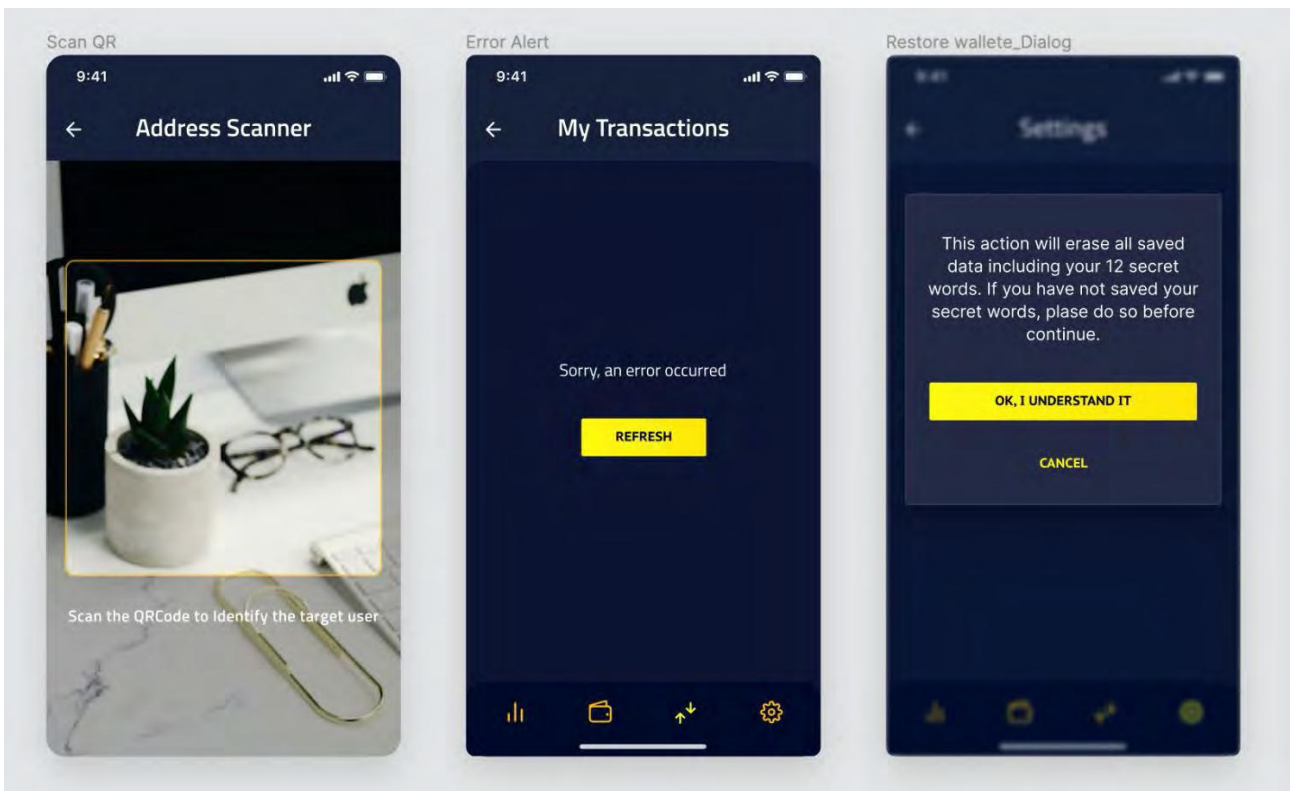 Scan QR
9:41
Address Scanner
Scan the QRCode to Identify the target user
Error Alert
9:41
My Transactions
Sorry, an error occurred
REFRESH
Restore wallete_Dialog
9:41
Settings
This action will erase all saved
data including your 12 secret
words. If you have not saved your
secret words, plase do so before
continue.
OK, I UNDERSTAND IT
CANCEL